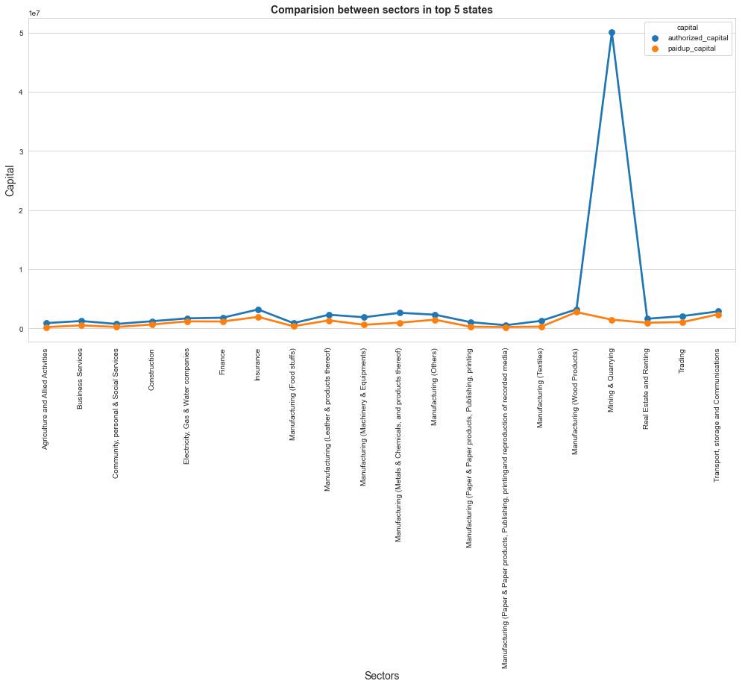 Comparision between sectors in top 5 states
1e7
capital
authorized_capital
paidup_capital
5
4
3
2
1
0
Capital
Agriculture and Allied Activities
Business Services
Community, personal & Social Services
Construction
Electricity, Gas & Water companies
Finance
Insurance
Manufacturing (Food stuffs)
Manufacturing (Leather & products thereof)
Manufacturing (Machinery & Equipments)
Manufacturing (Metals & Chemicals, and products thereof)
Manufacturing (Others)
Manufacturing (Paper & Paper products, Publishing, printing
Manufacturing (Paper & Paper products, Publishing, printingand reproduction of recorded media)
Manufacturing (Textiles)
Manufacturing (Wood Products)
Mining & Quarrying
Real Estate and Renting
Trading
Transport, storage and Communications
Sectors